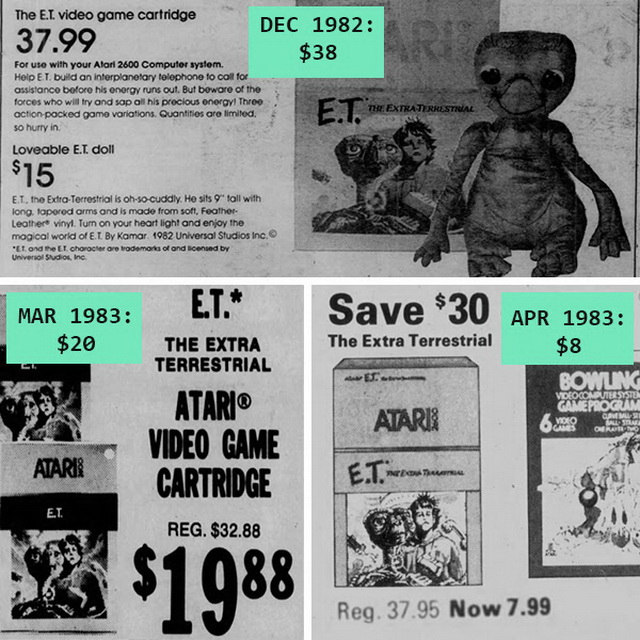 The E.T. video game cartridge
37.99
For use with your Atari 2600 Computer system.
Help E.T. build an interplanetary telephone to call for
assistance before his energy runs out. But beware of the
forces who will try and sap all his precious energy! Three
action-packed game variations. Quantities are limited,
so hurry in.
Loveable E.T. doll
$15
E.T., the Extra-Terrestrial is oh-so-cuddly. He sits 9" tall with
long, tapered arms and is made from soft, Feather-
Leather® vinyl. Turn on your heart light and enjoy the
magical world of E.T. By Kamar. 1982 Universal Studios Inc.©
*E.T. and the E.T. character are trademarks of and licensed by
Universal Studios, Inc.
DEC 1982:
$38
ARI
E.T. THE EXTRA-TERRESTRIAL
MAR 1983:
$20
E.T.
ATARI
E.T.
E.T.*
THE EXTRA
TERRESTRIAL
ATARI®
VIDEO GAME
CARTRIDGE
REG. $32.88
$1988
Save $30
The Extra Terrestrial
APR 1983:
$8
E.T.
ATARI
E.T. THE EXTRA-TERRESTRIAL
BOWLING
VIDEO COMPUTER SYSTEM
GAME PROGRAM
6 VIDEO
GAMES
Reg. 37.95 Now 7.99